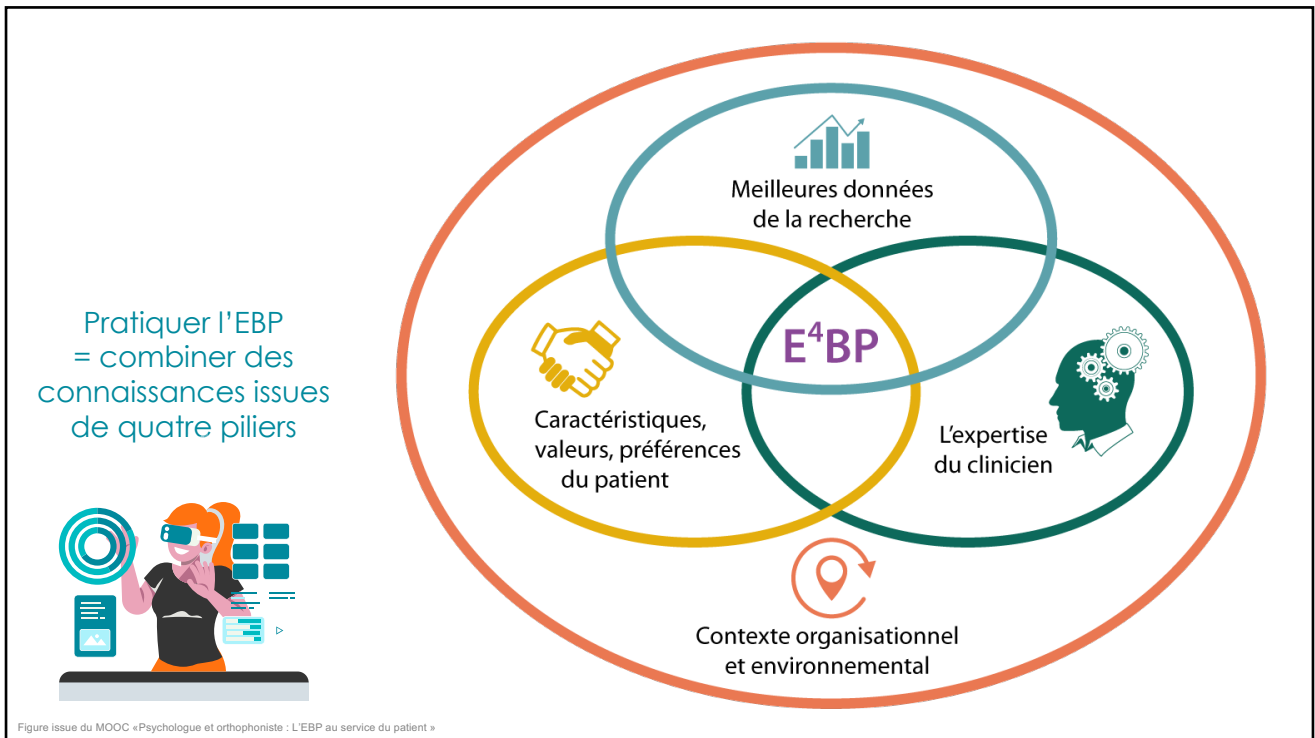 Pratiquer l’EBP
= combiner des
connaissances issues
de quatre piliers
Meilleures données
de la recherche
E⁴BP
Caractéristiques,
valeurs, préférences
du patient
L'expertise
du clinicien
Contexte organisationnel
et environnemental
Figure issue du MOOC «Psychologue et orthophoniste : L’EBP au service du patient »